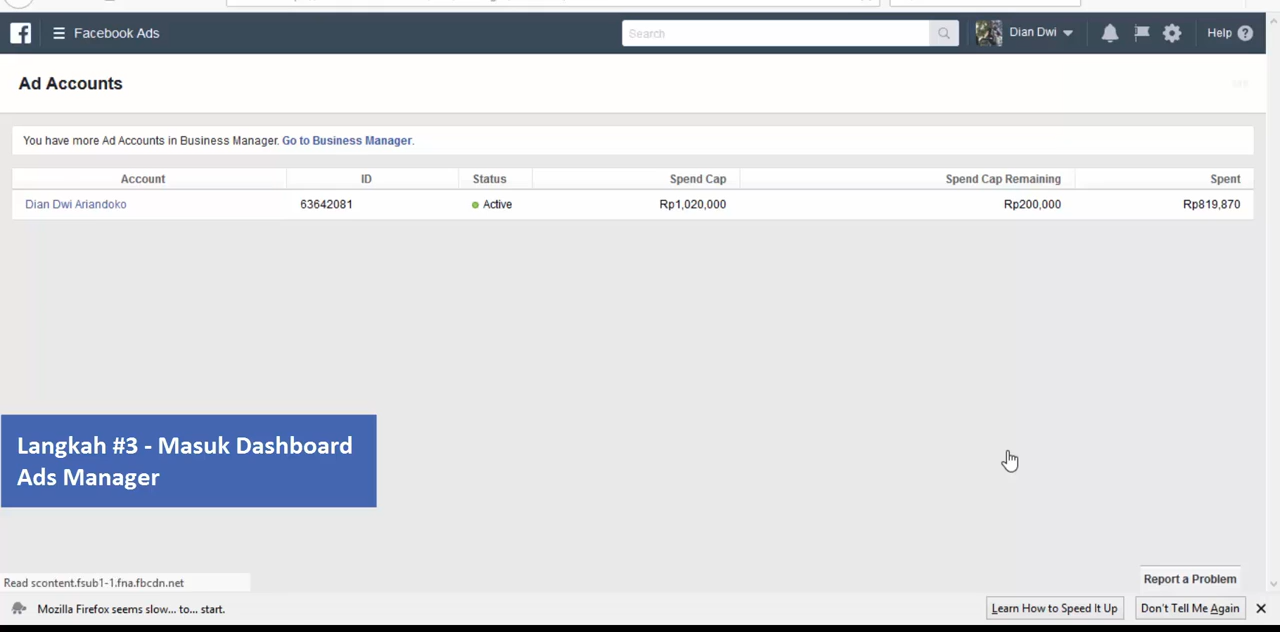 Facebook Ads
Search
Dian Dwi
Help
Ad Accounts
You have more Ad Accounts in Business Manager. Go to Business Manager.
Account ID Status Spend Cap Spend Cap Remaining Spent
Dian Dwi Ariandoko 63642081 Active Rp1,020,000 Rp200,000 Rp819,870
Langkah #3 - Masuk Dashboard
Ads Manager
Read scontent.fsub1-1.fna.fbcdn.net
Report a Problem
Mozilla Firefox seems slow... to... start.
Learn How to Speed It Up
Don't Tell Me Again